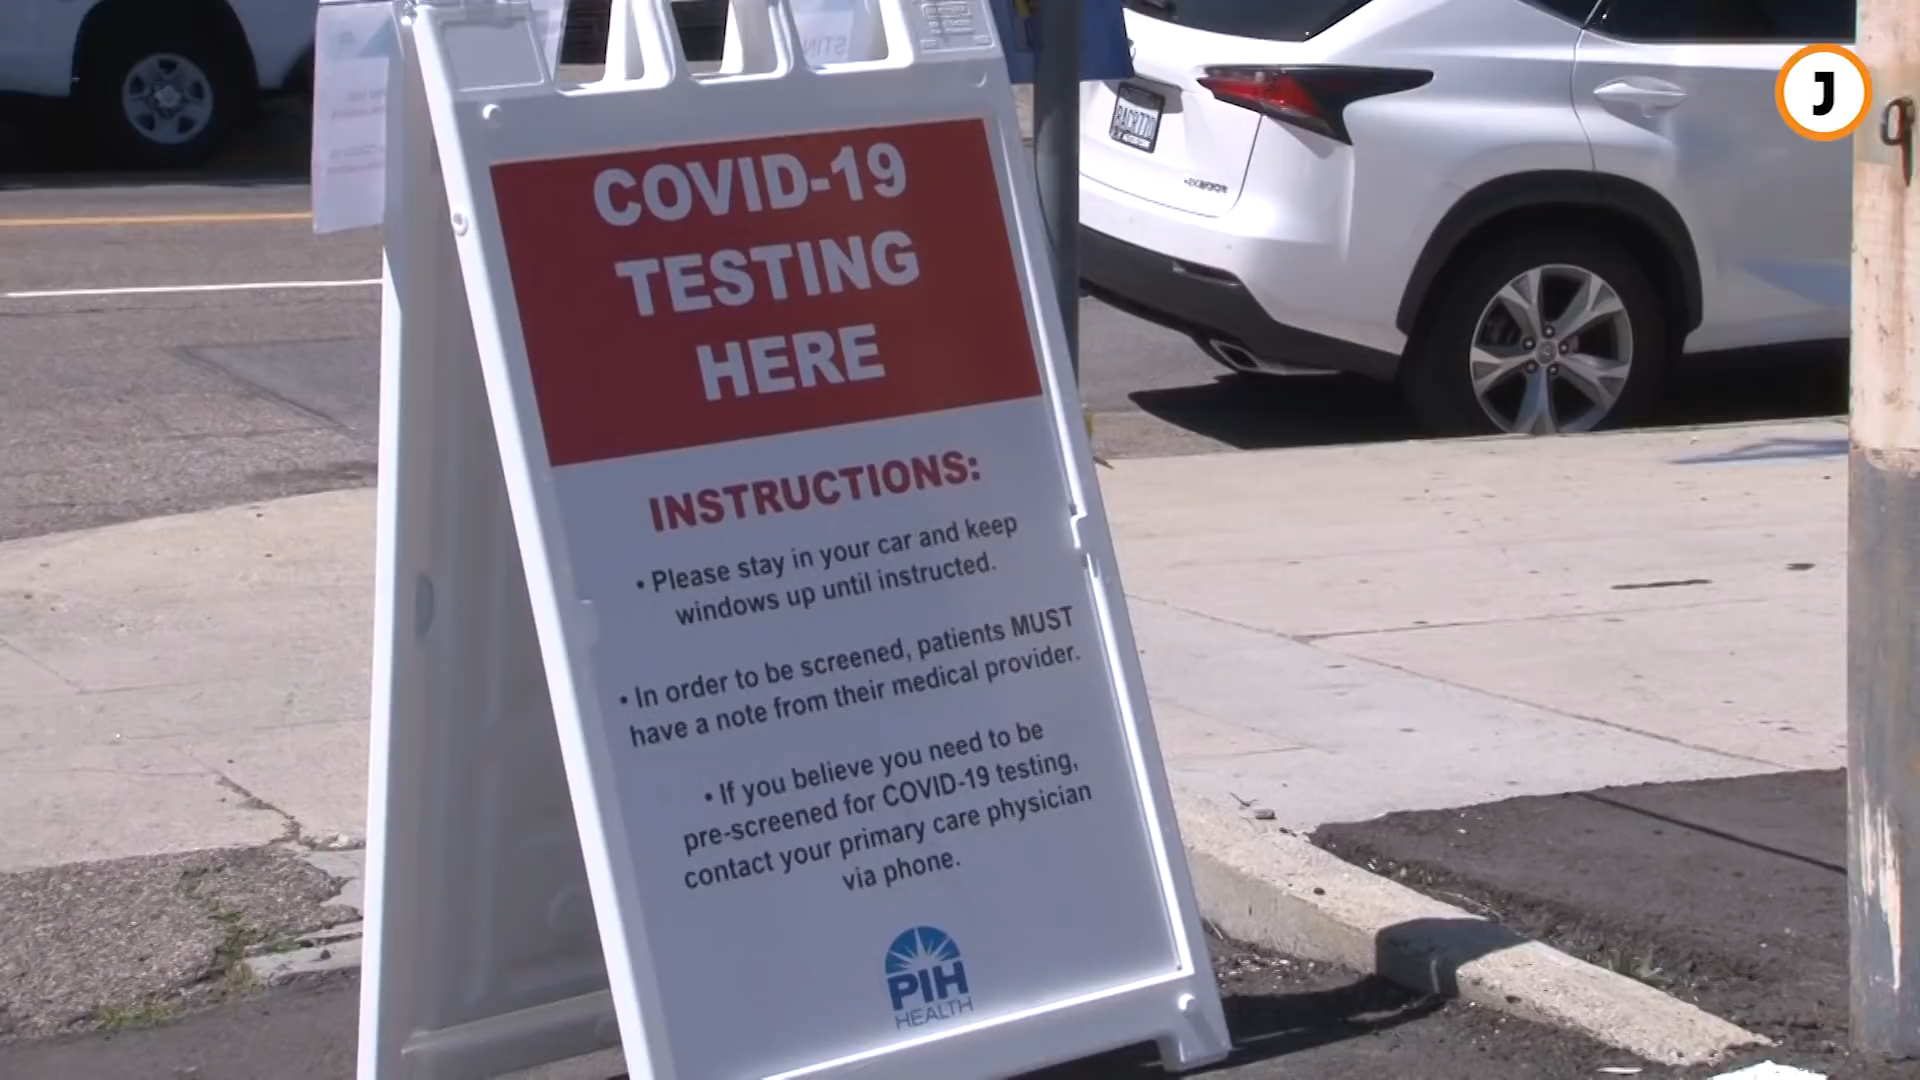 COVID-19
TESTING
HERE
INSTRUCTIONS:
• Please stay in your car and keep
windows up until instructed.
• In order to be screened, patients MUST
have a note from their medical provider.
• If you believe you need to be
pre-screened for COVID-19 testing,
contact your primary care physician
via phone.
PIH
HEALTH
J